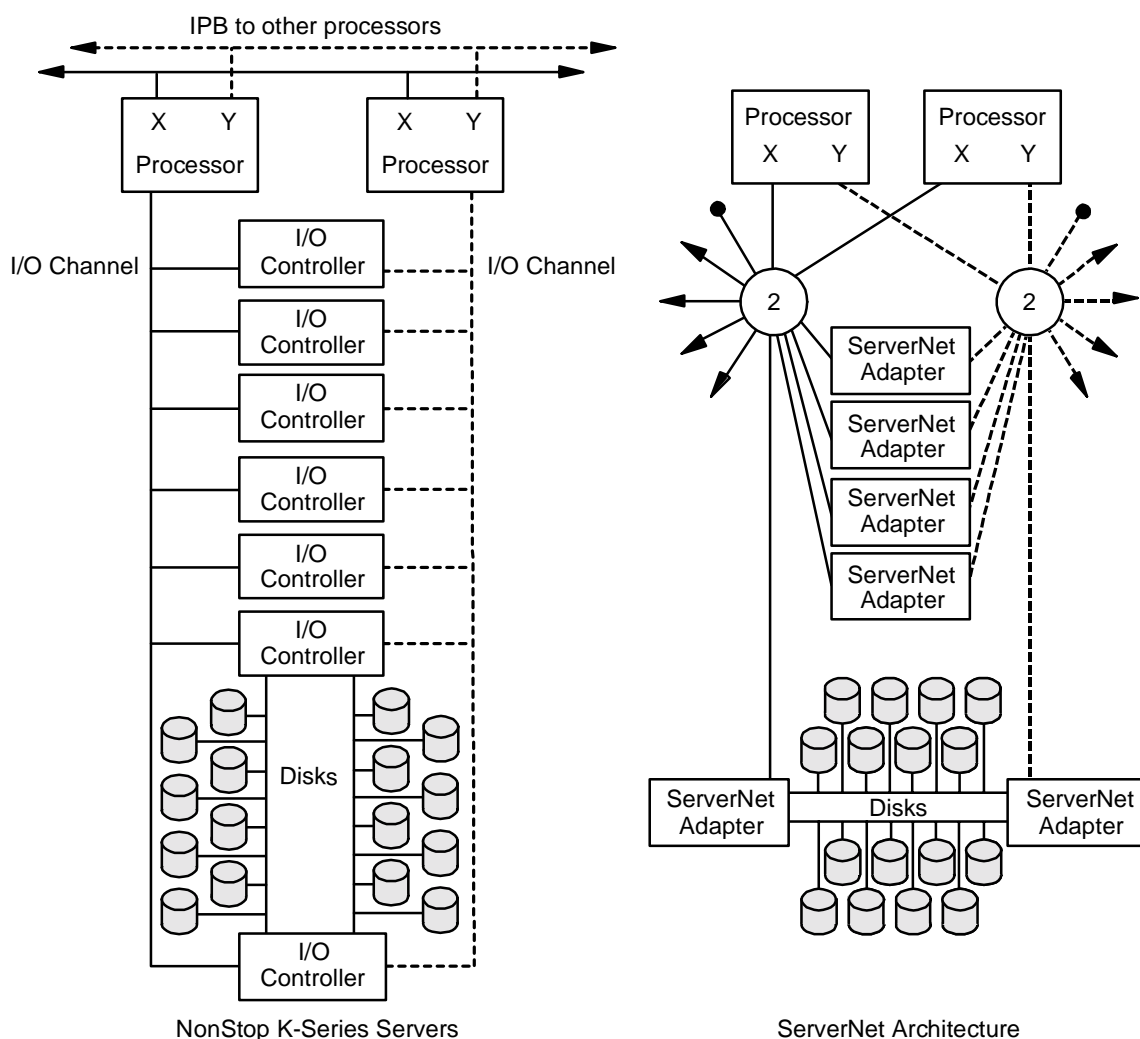 IPB to other processors
X Y
Processor
X Y
Processor
I/O Channel
I/O Channel
I/O
Controller
I/O
Controller
I/O
Controller
I/O
Controller
I/O
Controller
I/O
Controller
Disks
I/O
Controller
NonStop K-Series Servers
Processor
X Y
Processor
X Y
2
2
ServerNet
Adapter
ServerNet
Adapter
ServerNet
Adapter
ServerNet
Adapter
ServerNet
Adapter
Disks
ServerNet
Adapter
ServerNet Architecture